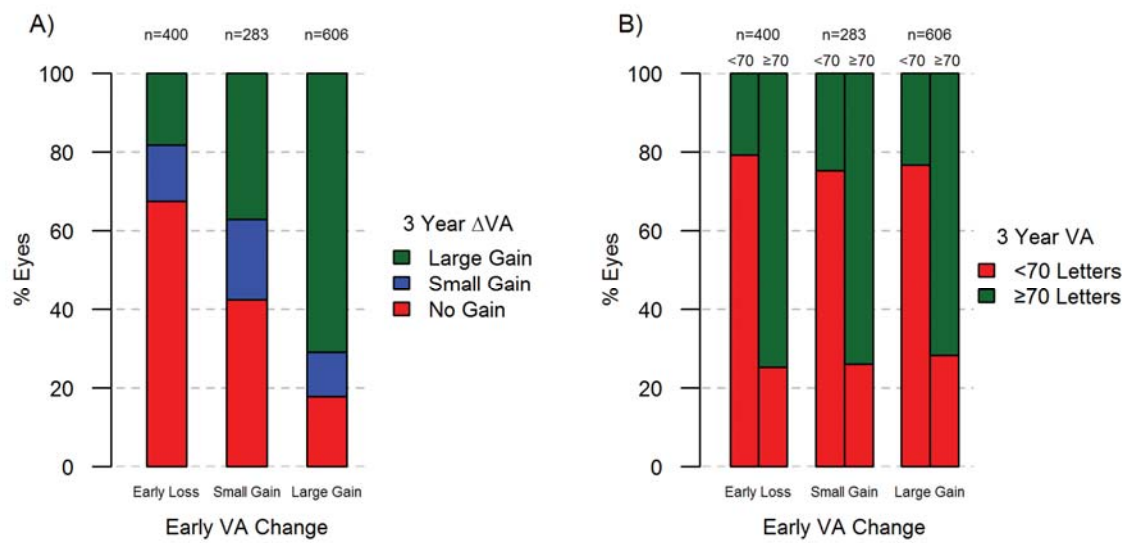 A)
n=400 n=283 n=606
100
80
60
40
20
0
% Eyes
Early Loss Small Gain Large Gain
Early VA Change
3 Year ΔVA
Large Gain
Small Gain
No Gain
B)
n=400 n=283 n=606
<70 ≥70 <70 ≥70 <70 ≥70
100
80
60
40
20
0
% Eyes
Early Loss Small Gain Large Gain
Early VA Change
3 Year VA
<70 Letters
≥70 Letters